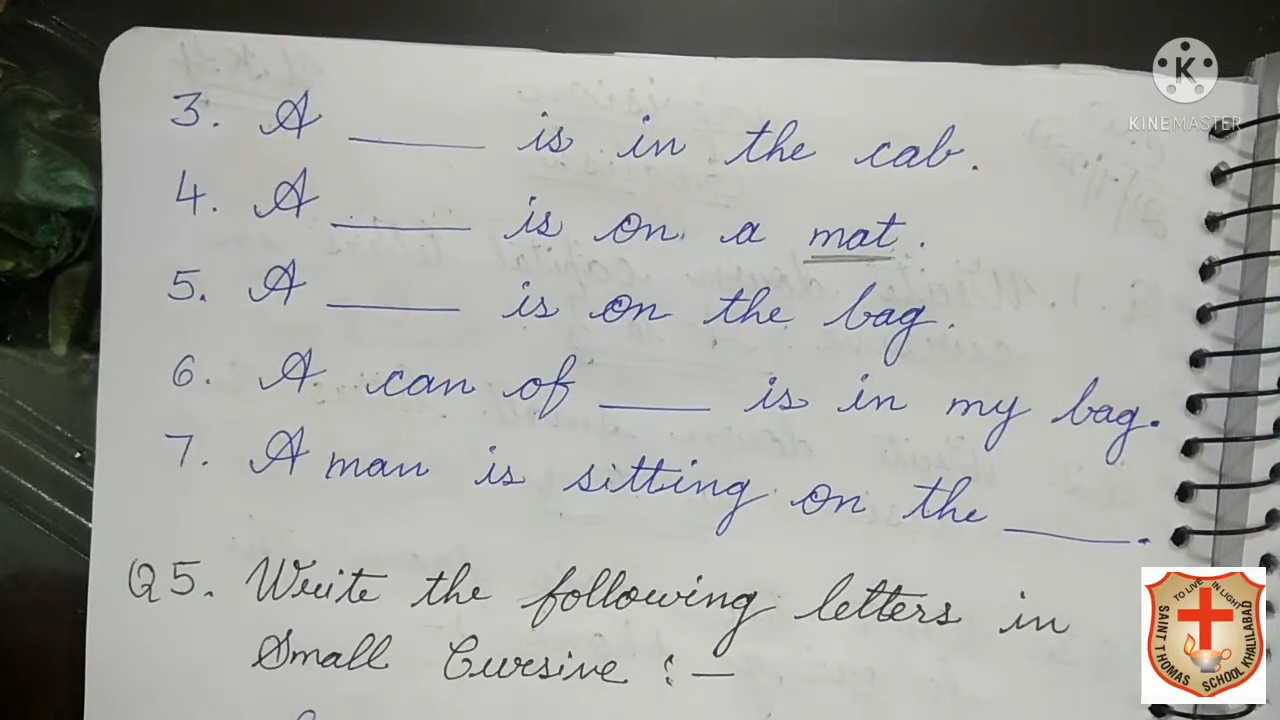 3. A ____ is in the cab.
4. A ____ is on a mat.
5. A ____ is on the bag.
6. A can of ____ is in my bag.
7. A man is sitting on the ____.
Q5. Write the following letters in
Small Cursive :-
K
KINEMASTER
TO LIVE IN LIGHT
SAINT THOMAS SCHOOL KHALILABAD